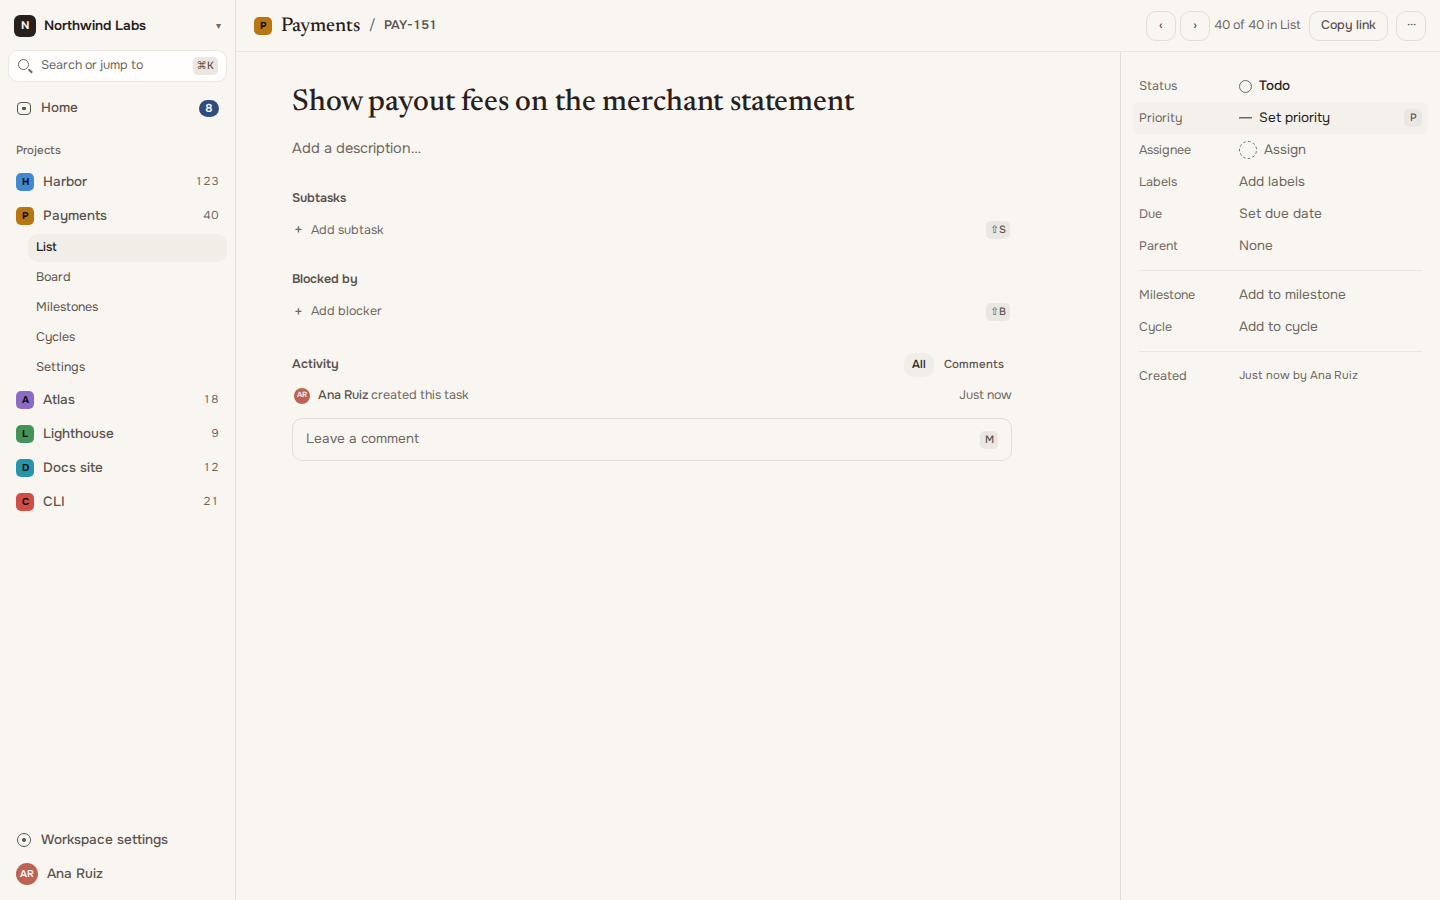 N Northwind Labs ▾
Search or jump to ⌘K
Home 8
Projects
H Harbor 123
P Payments 40
List
Board
Milestones
Cycles
Settings
A Atlas 18
L Lighthouse 9
D Docs site 12
C CLI 21
Workspace settings
AR Ana Ruiz
P Payments / PAY-151
‹ › 40 of 40 in List Copy link ···
Show payout fees on the merchant statement
Add a description...
Subtasks
+ Add subtask ⇧S
Blocked by
+ Add blocker ⇧B
Activity All Comments
AR Ana Ruiz created this task Just now
Leave a comment M
Status Todo
Priority Set priority P
Assignee Assign
Labels Add labels
Due Set due date
Parent None
Milestone Add to milestone
Cycle Add to cycle
Created Just now by Ana Ruiz